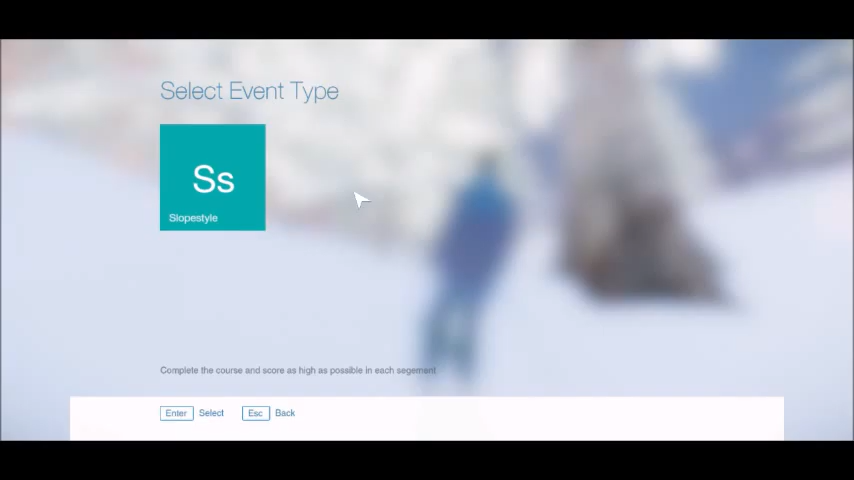 Select Event Type
Ss
Slopestyle
Complete the course and score as high as possible in each segement
Enter Select Esc Back